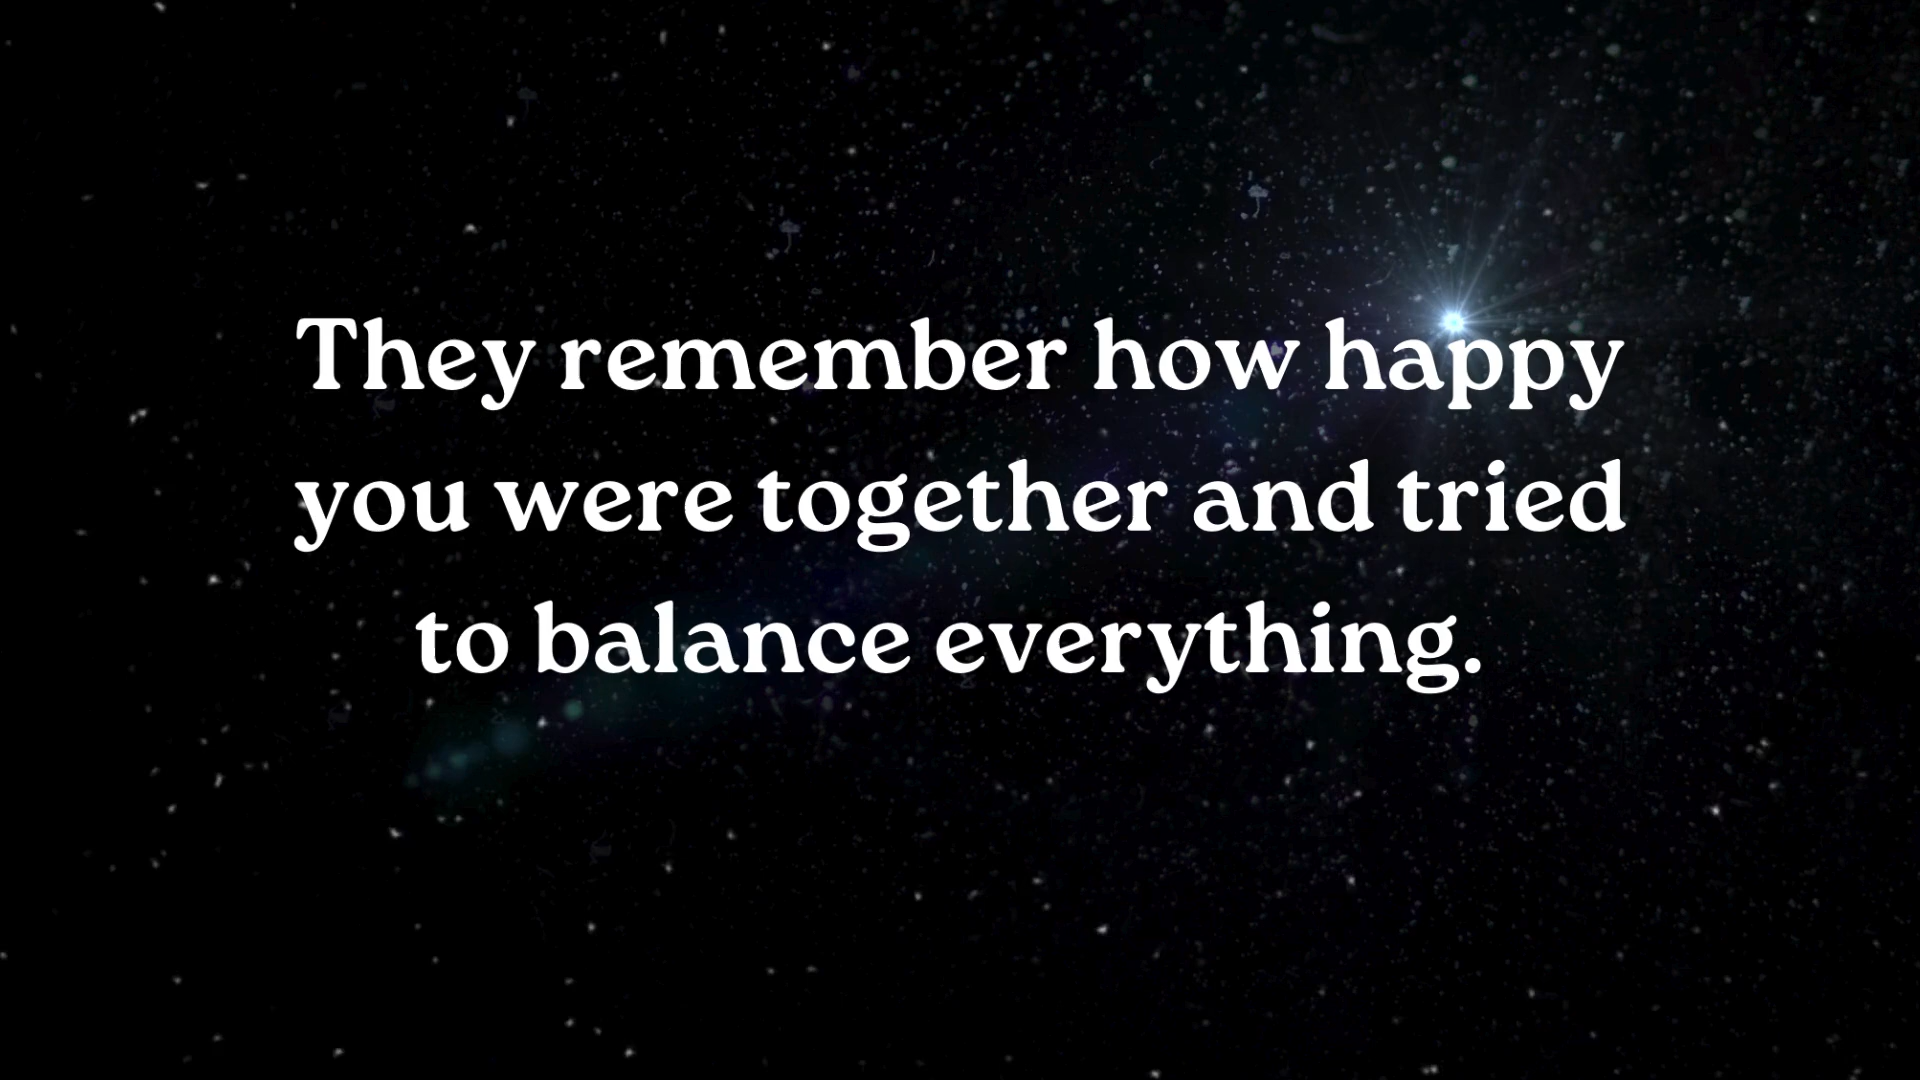 They remember how happy
you were together and tried
to balance everything.